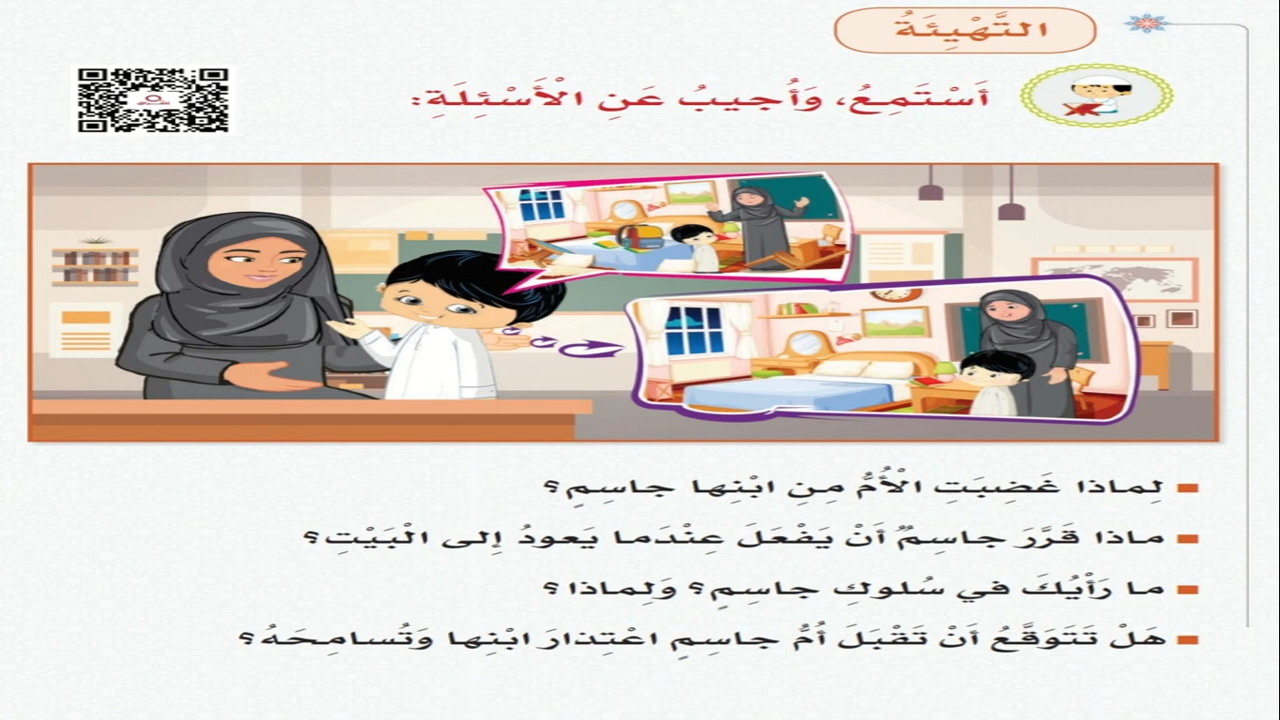 التَّهْيِئَةُ
أَسْتَمِعُ، وَأُجيبُ عَنِ الْأَسْئِلَةِ:
لِماذا غَضِبَتِ الْأُمُّ مِنِ ابْنِها جاسِمٍ؟
ماذا قَرَّرَ جاسِمٌ أَنْ يَفْعَلَ عِنْدَما يَعودُ إِلى الْبَيْتِ؟
ما رَأْيُكَ في سُلوكِ جاسِمٍ؟ وَلِماذا؟
هَلْ تَتَوَقَّعُ أَنْ تَقْبَلَ أُمُّ جاسِمٍ اعْتِذارَ ابْنِها وَتُسامِحَهُ؟